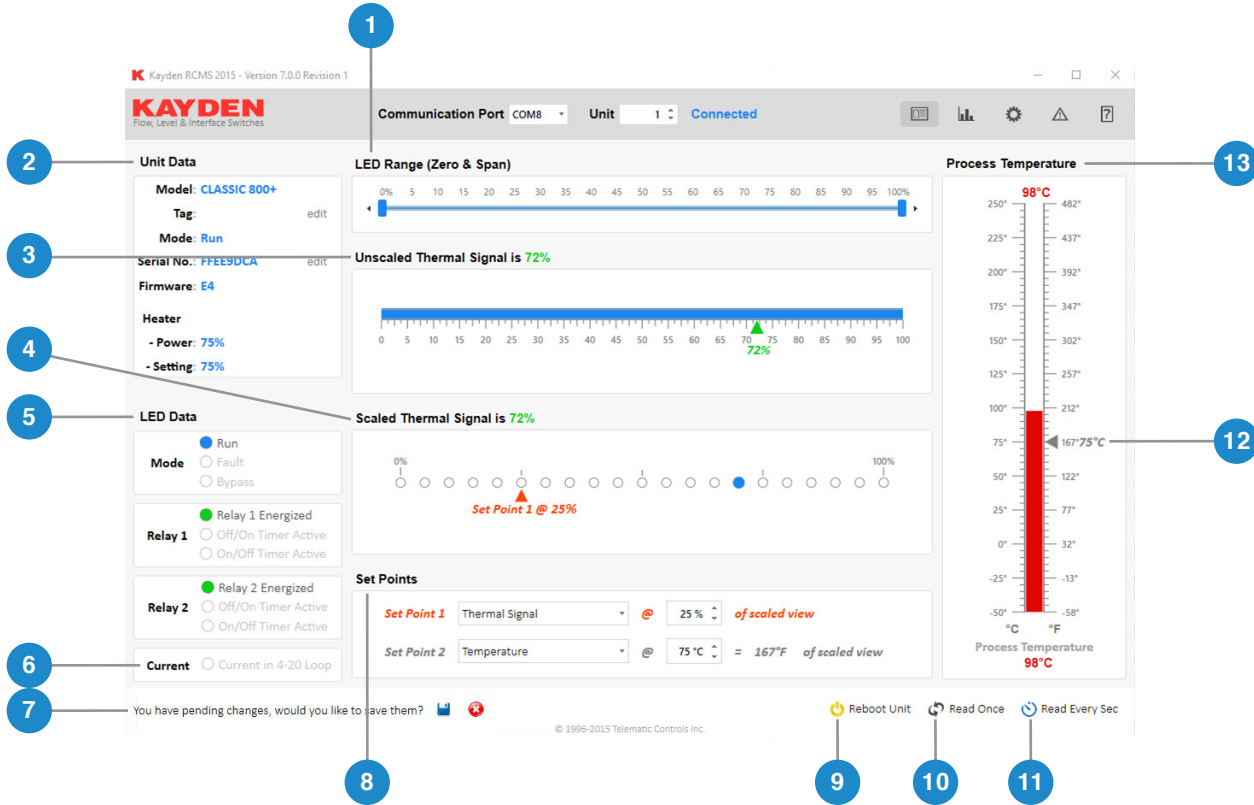 1
Kayden RCMS 2015 - Version 7.0.0 Revision 1
KAYDEN
Flow, Level & Interface Switches
Communication Port COM8 Unit 1 Connected
2
Unit Data
Model: CLASSIC 800+
Tag: edit
Mode: Run
Serial No.: FFEE9DCA edit
Firmware: E4
Heater
- Power: 75%
- Setting: 75%
LED Range (Zero & Span)
0% 5 10 15 20 25 30 35 40 45 50 55 60 65 70 75 80 85 90 95 100%
3
Unscaled Thermal Signal is 72%
0 5 10 15 20 25 30 35 40 45 50 55 60 65 70 75 80 85 90 95 100
72%
4
Scaled Thermal Signal is 72%
0% 100%
Set Point 1 @ 25%
5
LED Data
Mode
Run
Fault
Bypass
Relay 1
Relay 1 Energized
Off/On Timer Active
On/Off Timer Active
Relay 2
Relay 2 Energized
Off/On Timer Active
On/Off Timer Active
6
Current Current in 4-20 Loop
Set Points
Set Point 1 Thermal Signal @ 25 % of scaled view
Set Point 2 Temperature @ 75 °C = 167°F of scaled view
Process Temperature
13
98°C
250° 482°
225° 437°
200° 392°
175° 347°
150° 302°
125° 257°
100° 212°
75° 167° 75°C
12
50° 122°
25° 77°
0° 32°
-25° -13°
-50° -58°
°C °F
Process Temperature
98°C
7
You have pending changes, would you like to save them?
Reboot Unit Read Once Read Every Sec
© 1996-2015 Telematic Controls Inc.
8
9
10
11